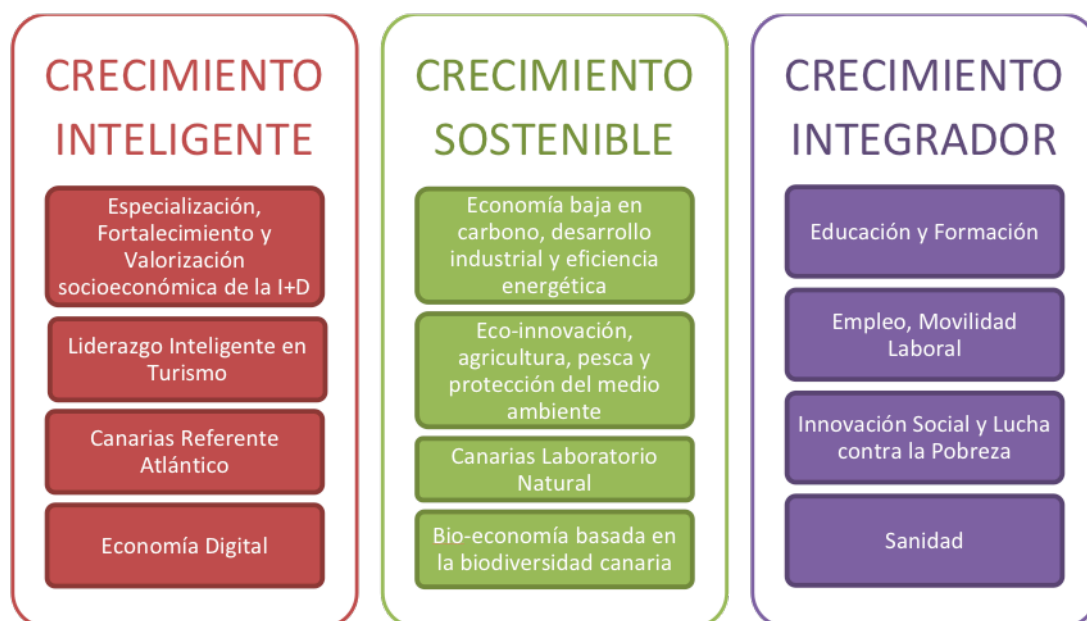 CRECIMIENTO
INTELIGENTE
Especialización,
Fortalecimiento y
Valorización
socioeconómica de la I+D
Liderazgo Inteligente en
Turismo
Canarias Referente
Atlántico
Economía Digital
CRECIMIENTO
SOSTENIBLE
Economía baja en
carbono, desarrollo
industrial y eficiencia
energética
Eco-innovación,
agricultura, pesca y
protección del medio
ambiente
Canarias Laboratorio
Natural
Bio-economía basada en
la biodiversidad canaria
CRECIMIENTO
INTEGRADOR
Educación y Formación
Empleo, Movilidad
Laboral
Innovación Social y Lucha
contra la Pobreza
Sanidad